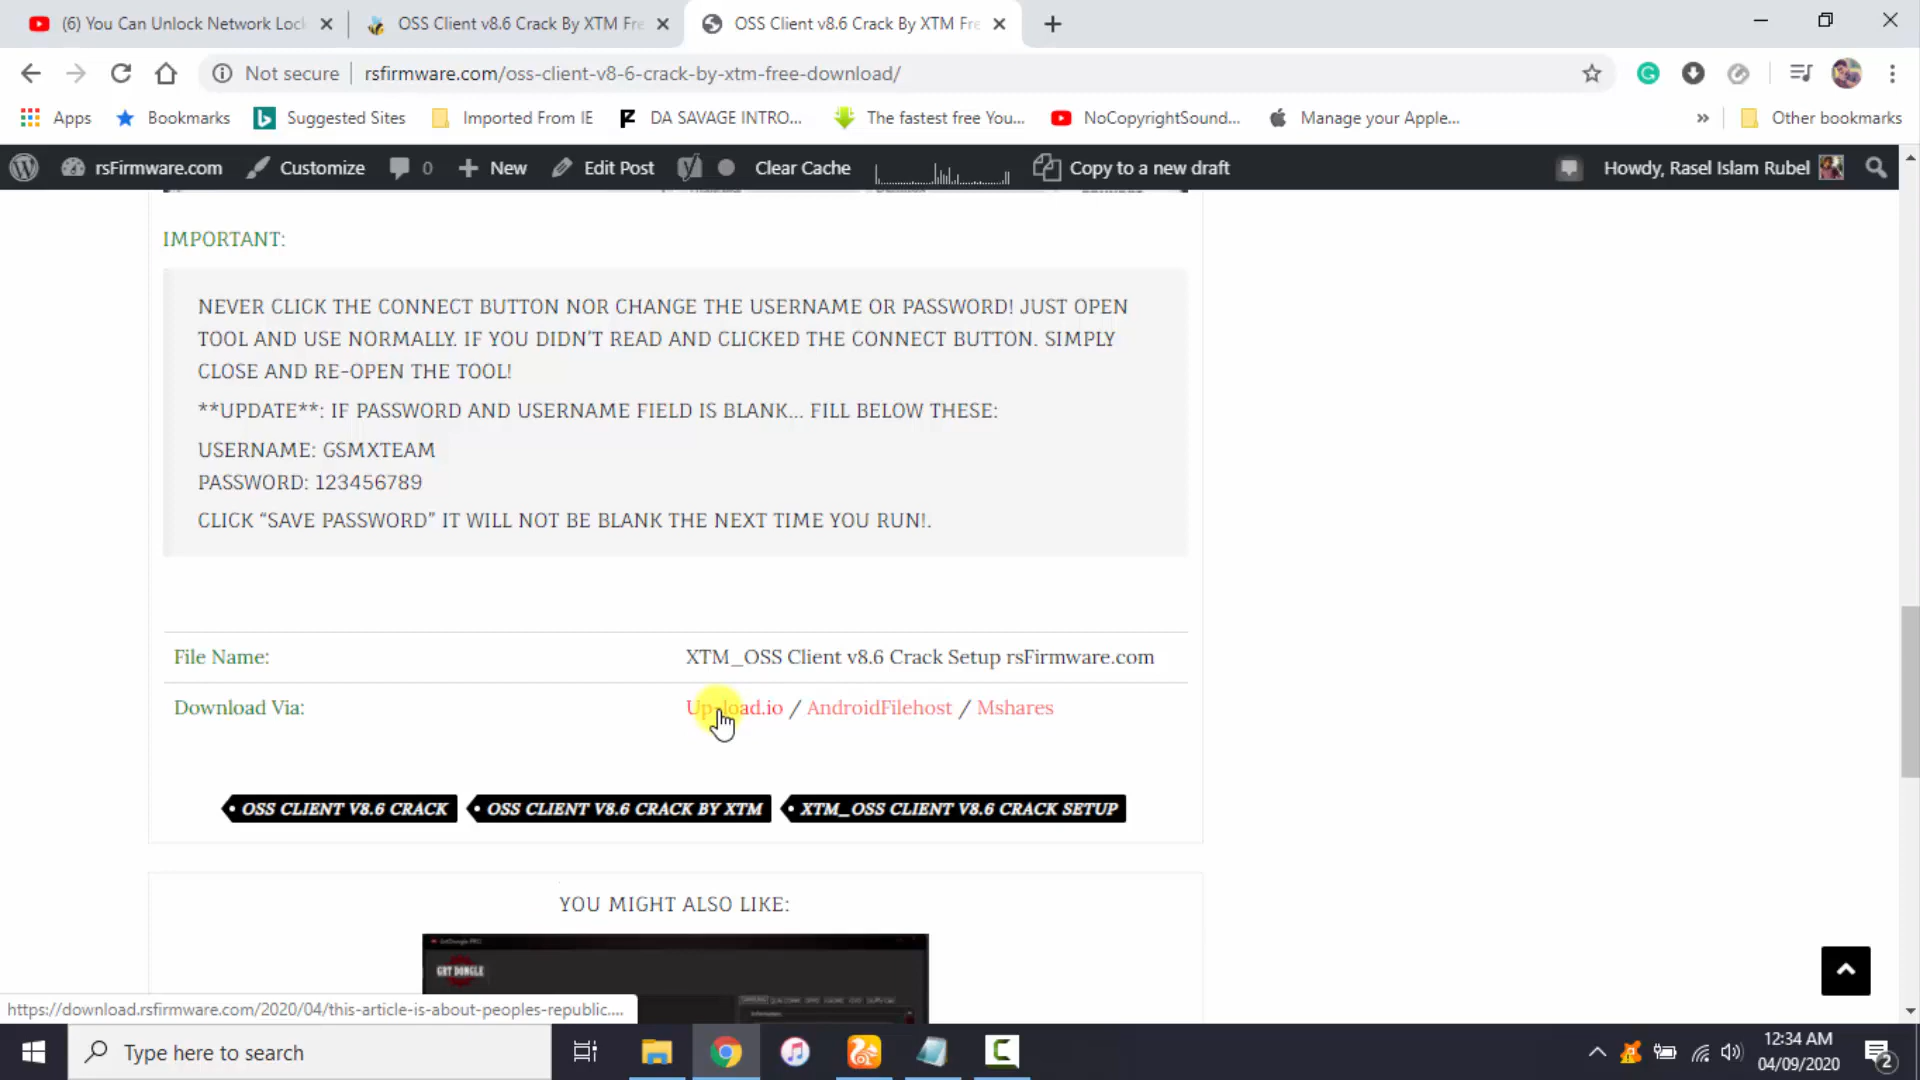 (6) You Can Unlock Network Loc
OSS Client v8.6 Crack By XTM Fre
OSS Client v8.6 Crack By XTM Fre
Not secure
rsfirmware.com/oss-client-v8-6-crack-by-xtm-free-download/
Apps
Bookmarks
Suggested Sites
Imported From IE
DA SAVAGE INTRO...
The fastest free You...
NoCopyrightSound...
Manage your Apple...
»
Other bookmarks
rsFirmware.com
Customize
0
New
Edit Post
Clear Cache
Copy to a new draft
Howdy, Rasel Islam Rubel
IMPORTANT:
NEVER CLICK THE CONNECT BUTTON NOR CHANGE THE USERNAME OR PASSWORD! JUST OPEN
TOOL AND USE NORMALLY. IF YOU DIDN'T READ AND CLICKED THE CONNECT BUTTON. SIMPLY
CLOSE AND RE-OPEN THE TOOL!
**UPDATE**: IF PASSWORD AND USERNAME FIELD IS BLANK... FILL BELOW THESE:
USERNAME: GSMXTEAM
PASSWORD: 123456789
CLICK “SAVE PASSWORD” IT WILL NOT BE BLANK THE NEXT TIME YOU RUN!.
File Name:
XTM_OSS Client v8.6 Crack Setup rsFirmware.com
Download Via:
Up-load.io / AndroidFilehost / Mshares
OSS CLIENT V8.6 CRACK
OSS CLIENT V8.6 CRACK BY XTM
XTM_OSS CLIENT V8.6 CRACK SETUP
YOU MIGHT ALSO LIKE:
GRT DONGLE
https://download.rsfirmware.com/2020/04/this-article-is-about-peoples-republic....
Type here to search
12:34 AM
04/09/2020
2